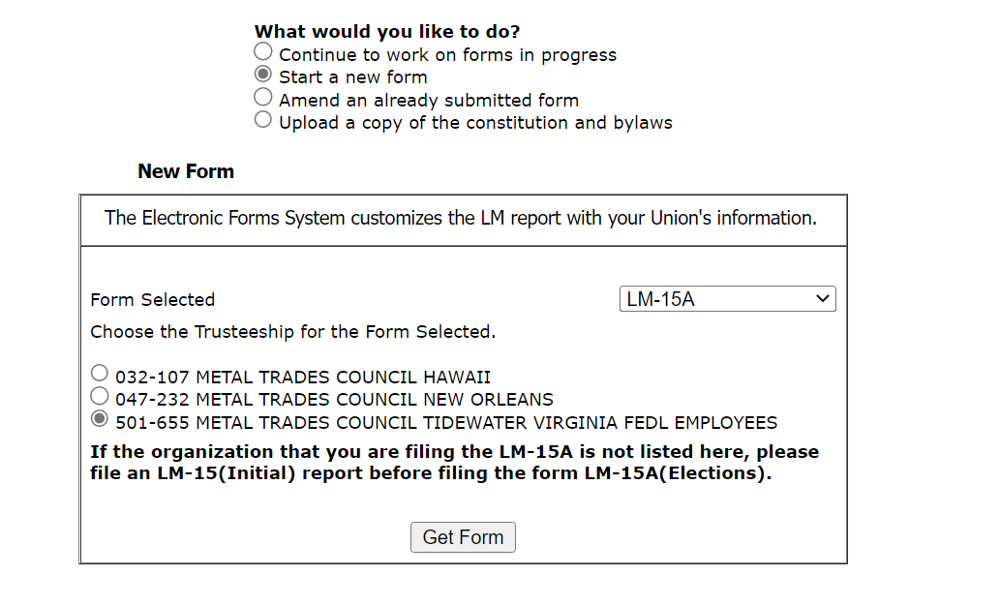 What would you like to do?
Continue to work on forms in progress
Start a new form
Amend an already submitted form
Upload a copy of the constitution and bylaws
New Form
The Electronic Forms System customizes the LM report with your Union's information.
Form Selected LM-15A
Choose the Trusteeship for the Form Selected.
032-107 METAL TRADES COUNCIL HAWAII
047-232 METAL TRADES COUNCIL NEW ORLEANS
501-655 METAL TRADES COUNCIL TIDEWATER VIRGINIA FEDL EMPLOYEES
If the organization that you are filing the LM-15A is not listed here, please
file an LM-15(Initial) report before filing the form LM-15A(Elections).
Get Form